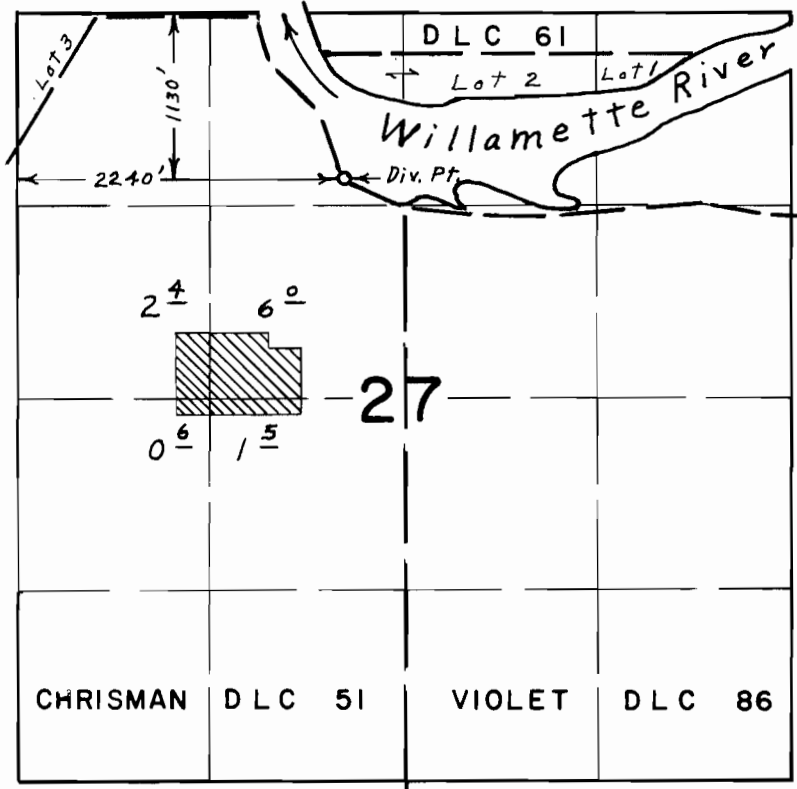 DLC 61
Lot 3
Lot 2
Lot 1
1130'
Willamette River
2240'
Div. Pt.
2 4
6 0
27
0 6
1 5
CHRISMAN DLC 51
VIOLET DLC 86